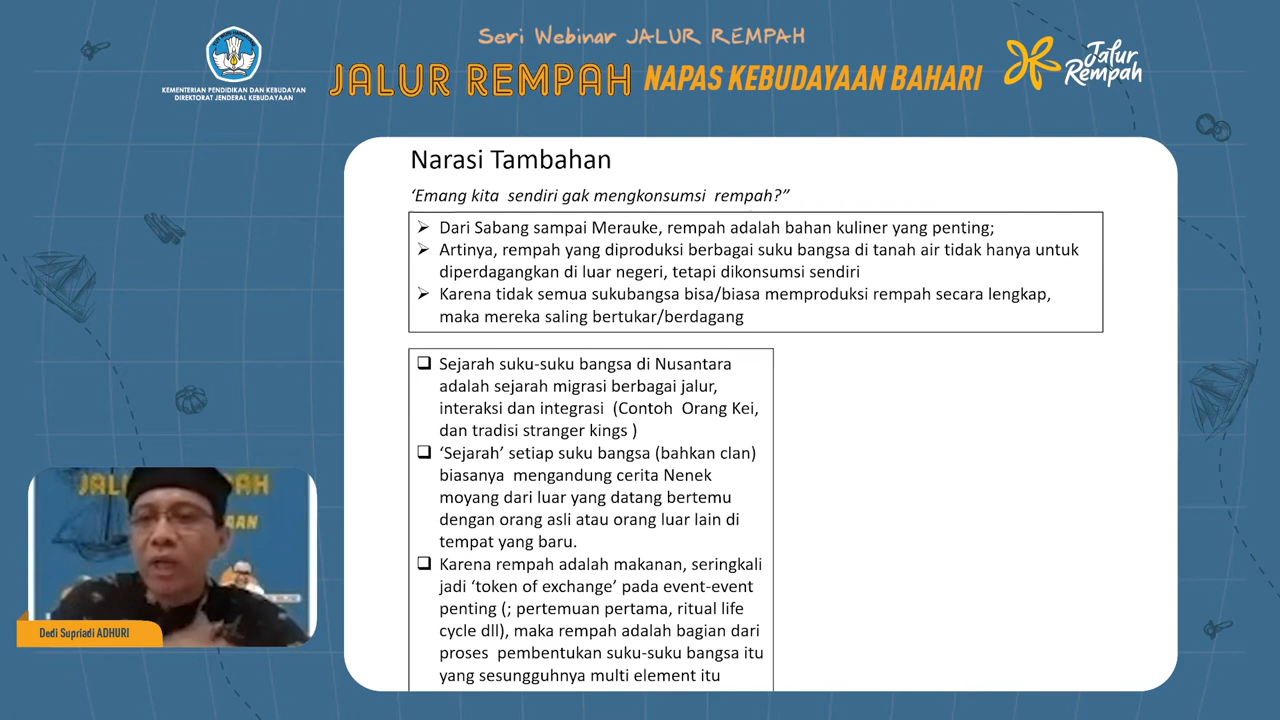 Seri Webinar JALUR REMPAH
JALUR REMPAH NAPAS KEBUDAYAAN BAHARI
KEMENTERIAN PENDIDIKAN DAN KEBUDAYAN
DIREKTORAT JENDERAL KEBUDAYAAN
Jalur
Rempah
Narasi Tambahan
‘Emang kita sendiri gak mengkonsumsi rempah?”
➢ Dari Sabang sampai Merauke, rempah adalah bahan kuliner yang penting;
➢ Artinya, rempah yang diproduksi berbagai suku bangsa di tanah air tidak hanya untuk
diperdagangkan di luar negeri, tetapi dikonsumsi sendiri
➢ Karena tidak semua sukubangsa bisa/biasa memproduksi rempah secara lengkap,
maka mereka saling bertukar/berdagang
❑ Sejarah suku-suku bangsa di Nusantara
adalah sejarah migrasi berbagai jalur,
interaksi dan integrasi (Contoh Orang Kei,
dan tradisi stranger kings )
❑ ‘Sejarah’ setiap suku bangsa (bahkan clan)
biasanya mengandung cerita Nenek
moyang dari luar yang datang bertemu
dengan orang asli atau orang luar lain di
tempat yang baru.
❑ Karena rempah adalah makanan, seringkali
jadi ‘token of exchange’ pada event-event
penting (; pertemuan pertama, ritual life
cycle dll), maka rempah adalah bagian dari
proses pembentukan suku-suku bangsa itu
yang sesungguhnya multi element itu
Dedi Supriadi ADHURI